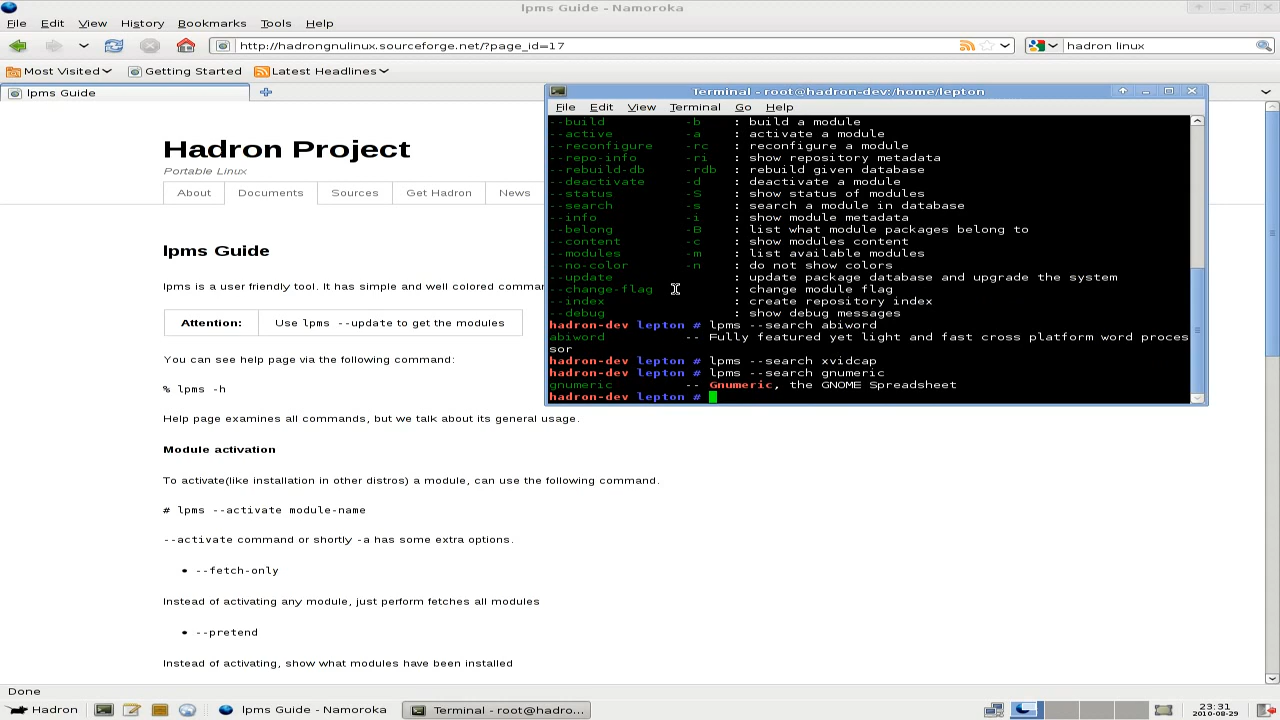 lpms Guide - Namoroka
File Edit View History Bookmarks Tools Help
http://hadrongnulinux.sourceforge.net/?page_id=17
hadron linux
Most Visited Getting Started Latest Headlines
lpms Guide
Hadron Project
Portable Linux
About Documents Sources Get Hadron News
lpms Guide
lpms is a user friendly tool. It has simple and well colored comman
Attention: Use lpms --update to get the modules
You can see help page via the following command:
% lpms -h
Help page examines all commands, but we talk about its general usage.
Module activation
To activate(like installation in other distros) a module, can use the following command.
# lpms --activate module-name
--activate command or shortly -a has some extra options.
• --fetch-only
Instead of activating any module, just perform fetches all modules
• --pretend
Instead of activating, show what modules have been installed
Terminal - root@hadron-dev:/home/lepton
File Edit View Terminal Go Help
--build -b : build a module
--active -a : activate a module
--reconfigure -rc : reconfigure a module
--repo-info -ri : show repository metadata
--rebuild-db -rdb : rebuild given database
--deactivate -d : deactivate a module
--status -S : show status of modules
--search -s : search a module in database
--info -i : show module metadata
--belong -B : list what module packages belong to
--content -c : show modules content
--modules -m : list available modules
--no-color -n : do not show colors
--update : update package database and upgrade the system
--change-flag : change module flag
--index : create repository index
--debug : show debug messages
hadron-dev lepton # lpms --search abiword
abiword -- Fully featured yet light and fast cross platform word proces
sor
hadron-dev lepton # lpms --search xvidcap
hadron-dev lepton # lpms --search gnumeric
gnumeric -- Gnumeric, the GNOME Spreadsheet
hadron-dev lepton #
Done
Hadron lpms Guide - Namoroka Terminal - root@hadro...
23:31
2010-09-29